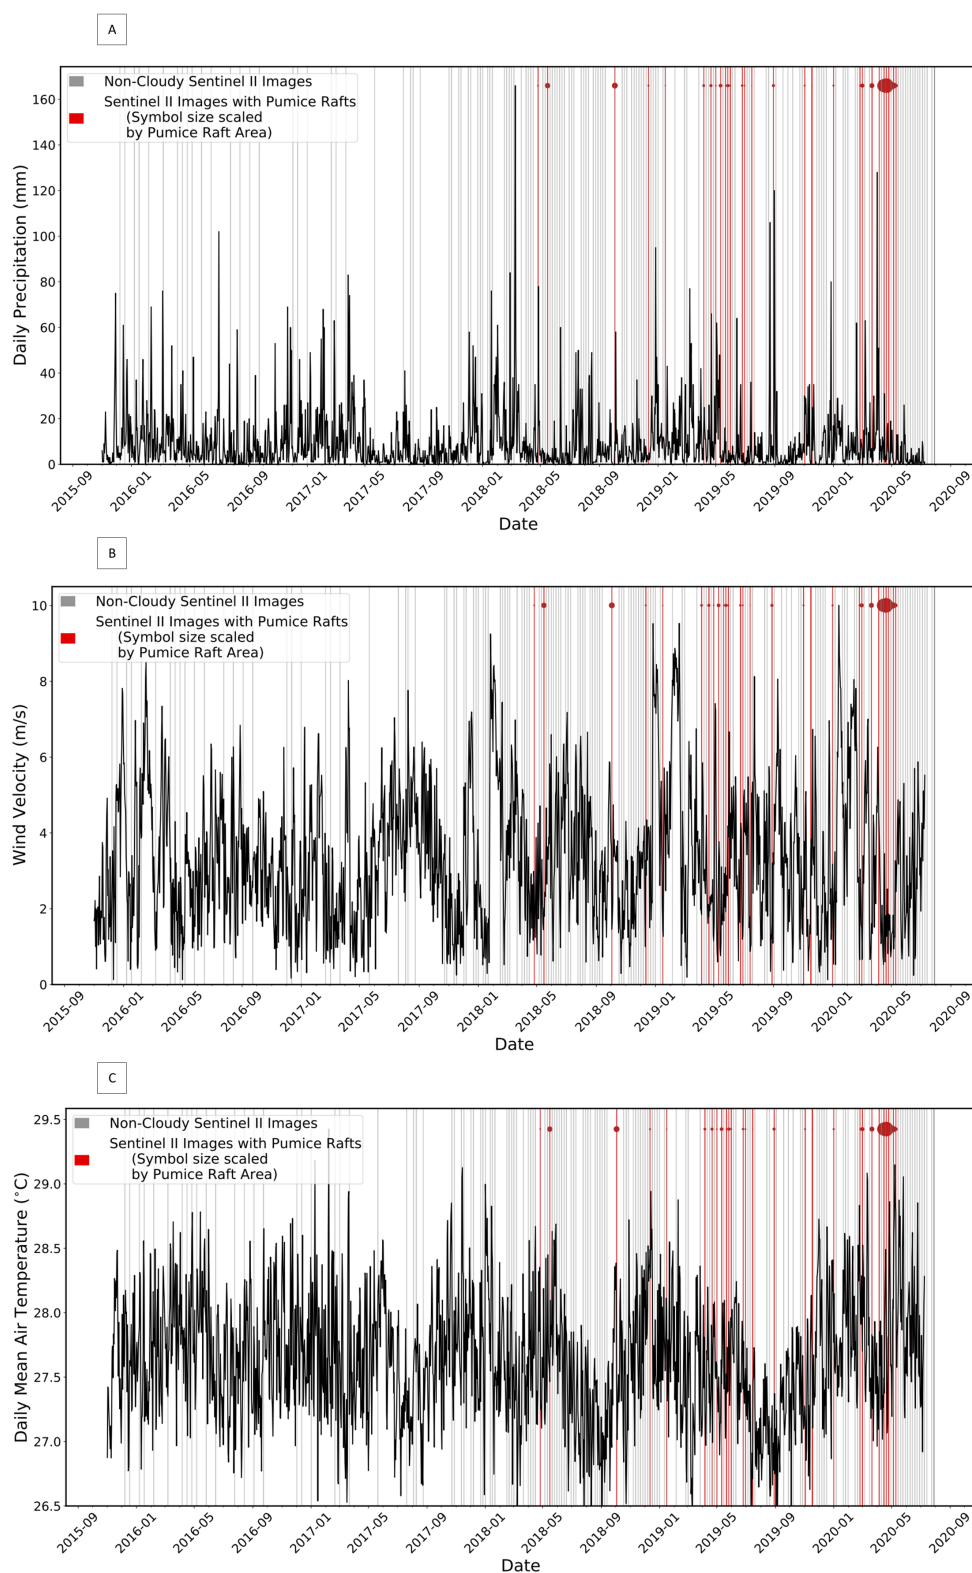 A
Non-Cloudy Sentinel II Images
Sentinel II Images with Pumice Rafts
(Symbol size scaled
by Pumice Raft Area)
Daily Precipitation (mm)
160
140
120
100
80
60
40
20
0
2015-09 2016-01 2016-05 2016-09 2017-01 2017-05 2017-09 2018-01 2018-05 2018-09 2019-01 2019-05 2019-09 2020-01 2020-05 2020-09
Date
B
Non-Cloudy Sentinel II Images
Sentinel II Images with Pumice Rafts
(Symbol size scaled
by Pumice Raft Area)
Wind Velocity (m/s)
10
8
6
4
2
0
2015-09 2016-01 2016-05 2016-09 2017-01 2017-05 2017-09 2018-01 2018-05 2018-09 2019-01 2019-05 2019-09 2020-01 2020-05 2020-09
Date
C
Non-Cloudy Sentinel II Images
Sentinel II Images with Pumice Rafts
(Symbol size scaled
by Pumice Raft Area)
Daily Mean Air Temperature (°C)
29.5
29.0
28.5
28.0
27.5
27.0
26.5
2015-09 2016-01 2016-05 2016-09 2017-01 2017-05 2017-09 2018-01 2018-05 2018-09 2019-01 2019-05 2019-09 2020-01 2020-05 2020-09
Date